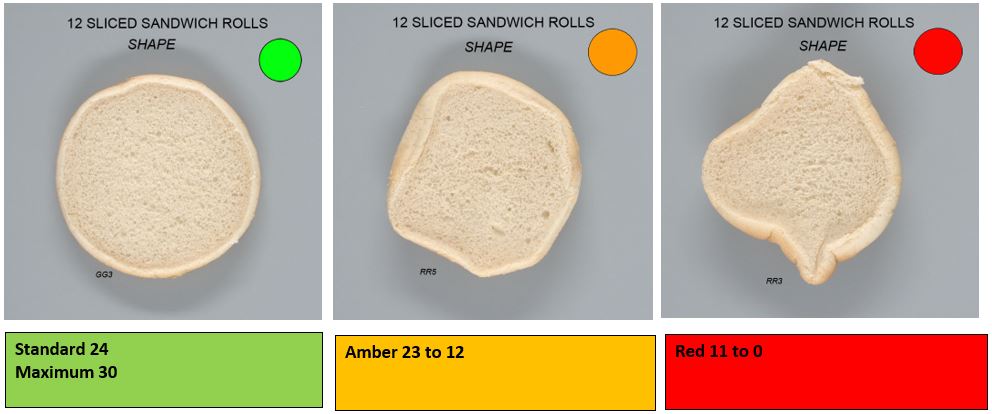 12 SLICED SANDWICH ROLLS
SHAPE
GG3
Standard 24
Maximum 30
12 SLICED SANDWICH ROLLS
SHAPE
RR5
Amber 23 to 12
12 SLICED SANDWICH ROLLS
SHAPE
RR3
Red 11 to 0